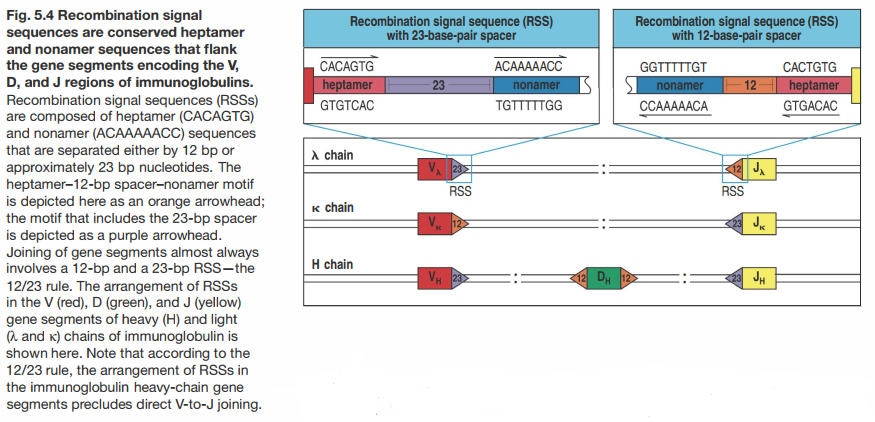 Fig. 5.4 Recombination signal
sequences are conserved heptamer
and nonamer sequences that flank
the gene segments encoding the V,
D, and J regions of immunoglobulins.
Recombination signal sequences (RSSs)
are composed of heptamer (CACAGTG)
and nonamer (ACAAAAACC) sequences
that are separated either by 12 bp or
approximately 23 bp nucleotides. The
heptamer–12-bp spacer–nonamer motif
is depicted here as an orange arrowhead;
the motif that includes the 23-bp spacer
is depicted as a purple arrowhead.
Joining of gene segments almost always
involves a 12-bp and a 23-bp RSS—the
12/23 rule. The arrangement of RSSs
in the V (red), D (green), and J (yellow)
gene segments of heavy (H) and light
(λ and κ) chains of immunoglobulin is
shown here. Note that according to the
12/23 rule, the arrangement of RSSs in
the immunoglobulin heavy-chain gene
segments precludes direct V-to-J joining.
Recombination signal sequence (RSS)
with 23-base-pair spacer
CACAGTG ACAAAAACC
heptamer 23 nonamer
GTGTCAC TGTTTTTGG
Recombination signal sequence (RSS)
with 12-base-pair spacer
GGTTTTTGT CACTGTG
nonamer 12 heptamer
CCAAAAACA GTGACAC
λ chain
Vλ 23 : 12 Jλ
RSS RSS
κ chain
Vκ 12 : 23 Jκ
H chain
VH 23 : 12 DH 12 : 23 JH